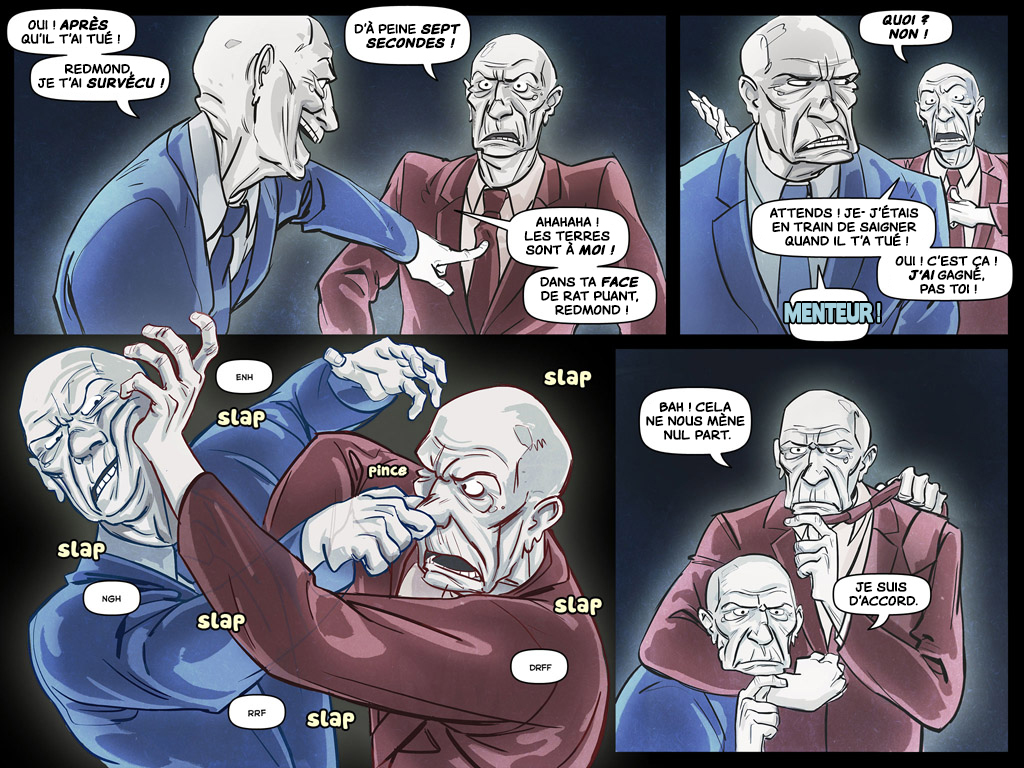 OUI ! APRÈS
QU'IL T'AI TUÉ !
REDMOND,
JE T'AI SURVÉCU !
D'À PEINE SEPT
SECONDES !
AHAHAHA !
LES TERRES
SONT À MOI !
DANS TA FACE
DE RAT PUANT,
REDMOND !
QUOI ?
NON !
ATTENDS ! JE- J'ÉTAIS
EN TRAIN DE SAIGNER
QUAND IL T'A TUÉ !
OUI ! C'EST ÇA !
J'AI GAGNÉ,
PAS TOI !
MENTEUR !
ENH
slap
slap
pince
slap
NGH
slap
slap
DRFF
RRF
slap
BAH ! CELA
NE NOUS MÈNE
NUL PART.
JE SUIS
D'ACCORD.